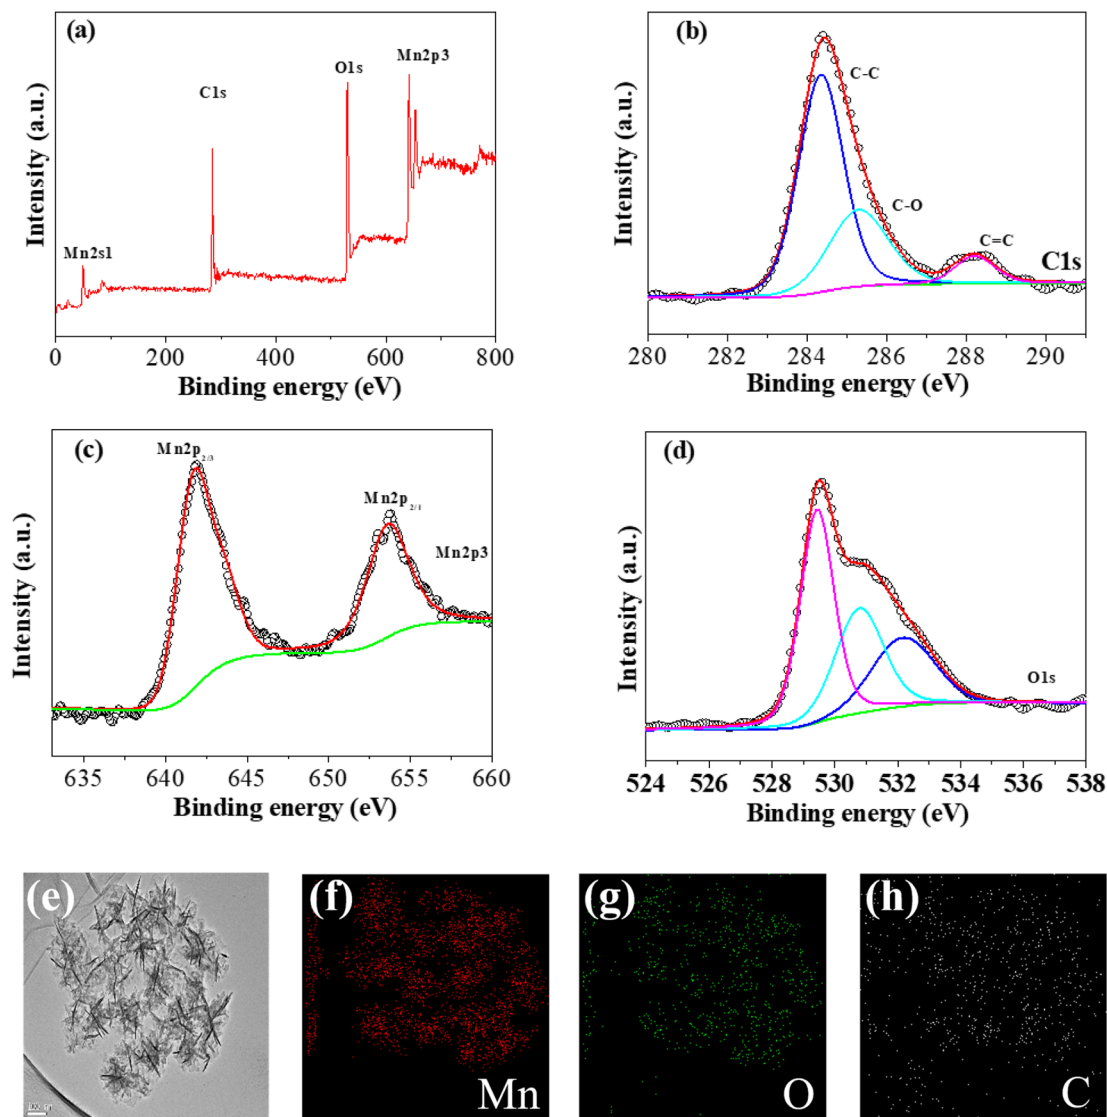 (a)
Mn2s1
C1s
O1s
Mn2p3
Intensity (a.u.)
0 200 400 600 800
Binding energy (eV)
(b)
C-C
C-O
C=C
C1s
Intensity (a.u.)
280 282 284 286 288 290
Binding energy (eV)
(c)
Mn2p2/3
Mn2p2/1
Mn2p3
Intensity (a.u.)
635 640 645 650 655 660
Binding energy (eV)
(d)
O1s
Intensity (a.u.)
524 526 528 530 532 534 536 538
Binding energy (eV)
(e)
(f)
Mn
(g)
O
(h)
C